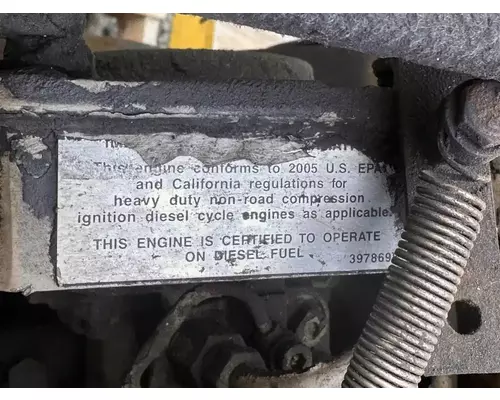 This engine conforms to 2005 U.S. EPA
and California regulations for
heavy duty non-road compression
ignition diesel cycle engines as applicable.
THIS ENGINE IS CERTIFIED TO OPERATE
ON DIESEL FUEL